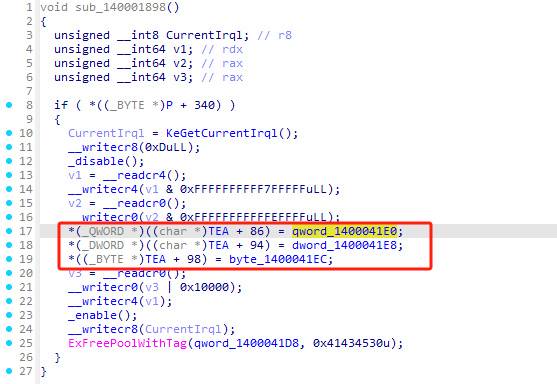 1 void sub_140001898()
2 {
3 unsigned __int8 CurrentIrql; // r8
4 unsigned __int64 v1; // rdx
5 unsigned __int64 v2; // rax
6 unsigned __int64 v3; // rax
7
8 if ( *((_BYTE *)P + 340) )
9 {
10 CurrentIrql = KeGetCurrentIrql();
11 __writecr8(0xDuLL);
12 _disable();
13 v1 = __readcr4();
14 __writecr4(v1 & 0xFFFFFFFFFF7FFFFFuLL);
15 v2 = __readcr0();
16 __writecr0(v2 & 0xFFFFFFFFFFFEFFFFuLL);
17 *(_QWORD *)((char *)TEA + 86) = qword_1400041E0;
18 *(_DWORD *)((char *)TEA + 94) = dword_1400041E8;
19 *((_BYTE *)TEA + 98) = byte_1400041EC;
20 v3 = __readcr0();
21 __writecr0(v3 | 0x10000);
22 __writecr4(v1);
23 _enable();
24 __writecr8(CurrentIrql);
25 ExFreePoolWithTag(qword_1400041D8, 0x41434530u);
26 }
27 }